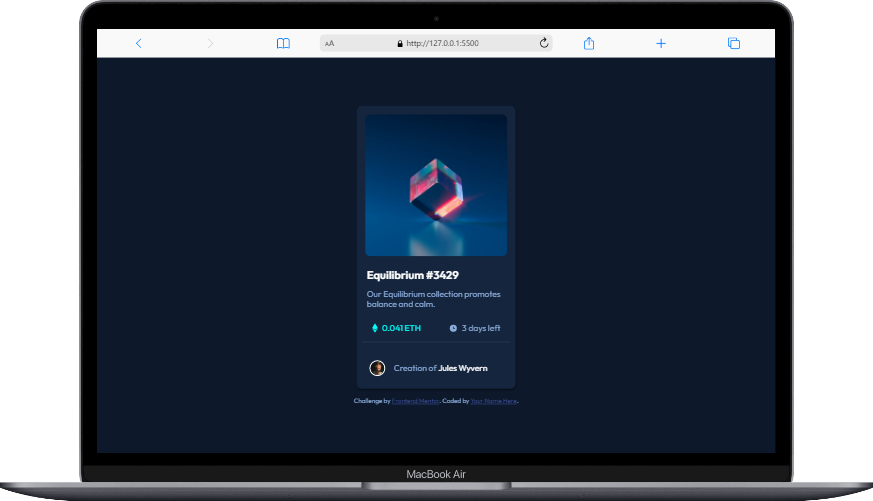 AA
http://127.0.0.1:5500
Equilibrium #3429
Our Equilibrium collection promotes
balance and calm.
0.041 ETH
3 days left
Creation of Jules Wyvern
Challenge by Frontend Mentor. Coded by Your Name Here.
MacBook Air